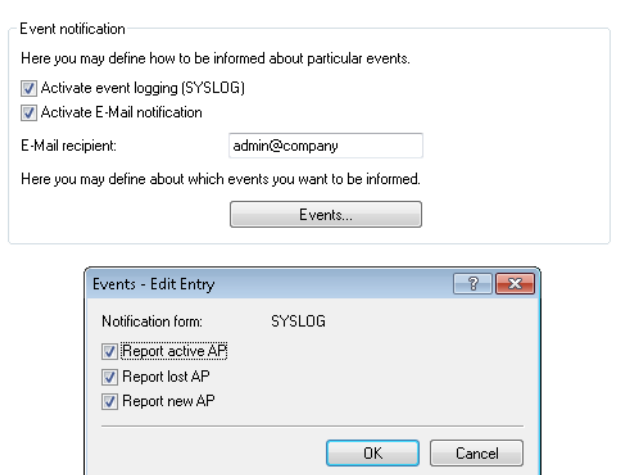 Event notification
Here you may define how to be informed about particular events.
Activate event logging (SYSLOG)
Activate E-Mail notification
E-Mail recipient: admin@company
Here you may define about which events you want to be informed.
Events...
Events - Edit Entry
Notification form: SYSLOG
Report active AP
Report lost AP
Report new AP
OK Cancel